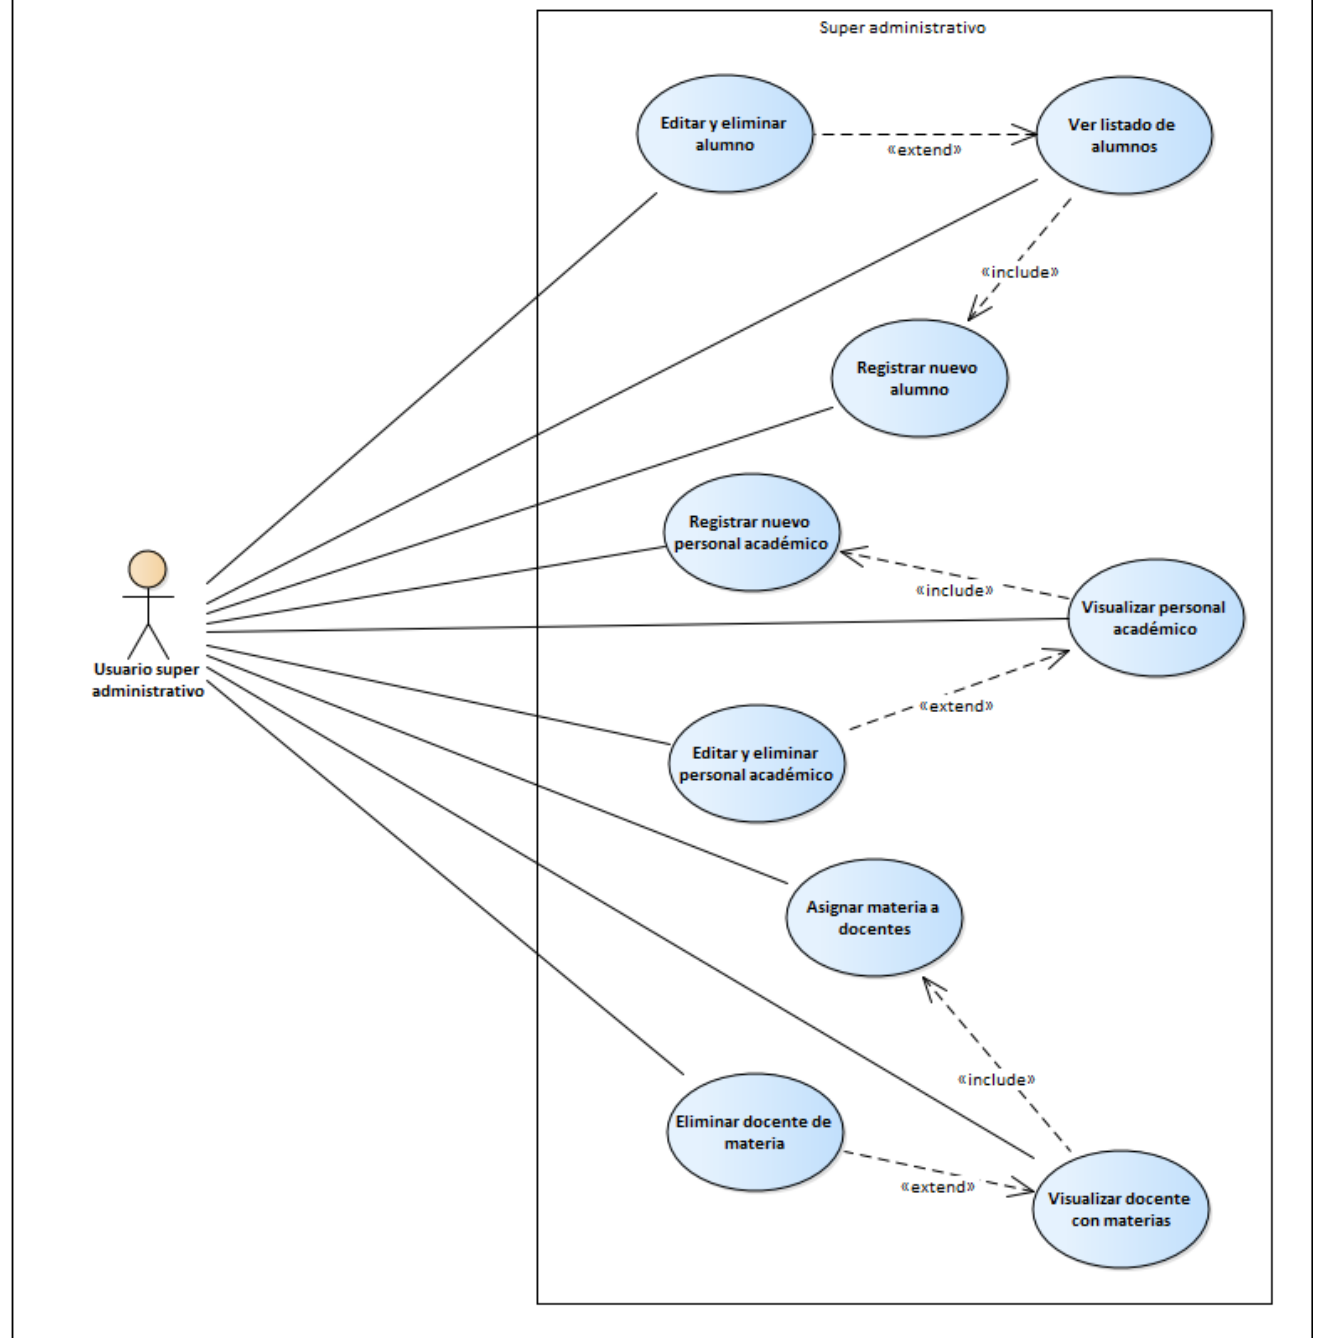 Super administrativo
Editar y eliminar
alumno
«extend»
Ver listado de
alumnos
«include»
Registrar nuevo
alumno
Registrar nuevo
personal académico
«include»
Visualizar personal
académico
Usuario super
administrativo
«extend»
Editar y eliminar
personal académico
Asignar materia a
docentes
«include»
Eliminar docente de
materia
«extend»
Visualizar docente
con materias